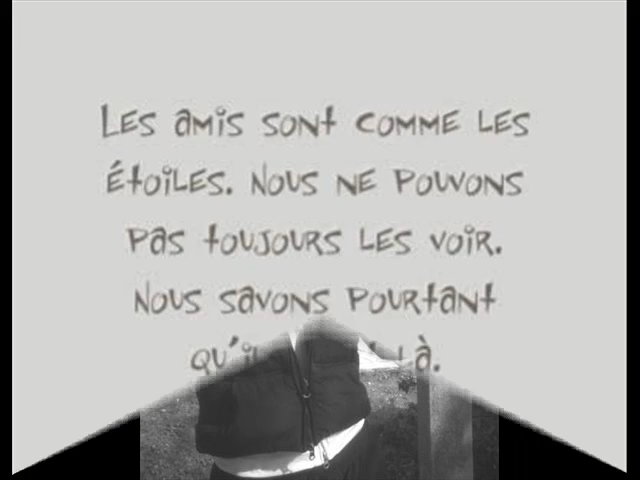 Les amis sont comme les
étoiles. Nous ne pouvons
pas toujours les voir.
Nous savons pourtant
là.